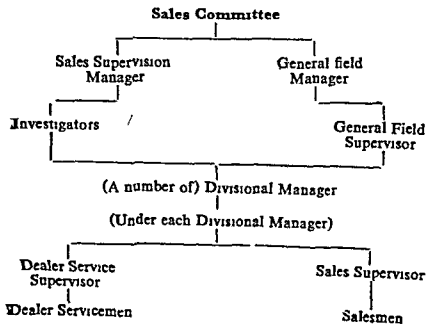 Sales Committee
Sales Supervision
Manager
General field
Manager
Investigators
General Field
Supervisor
(A number of) Divisional Manager
(Under each Divisional Manager)
Dealer Service
Supervisor
Sales Supervisor
Dealer Servicemen
Salesmen